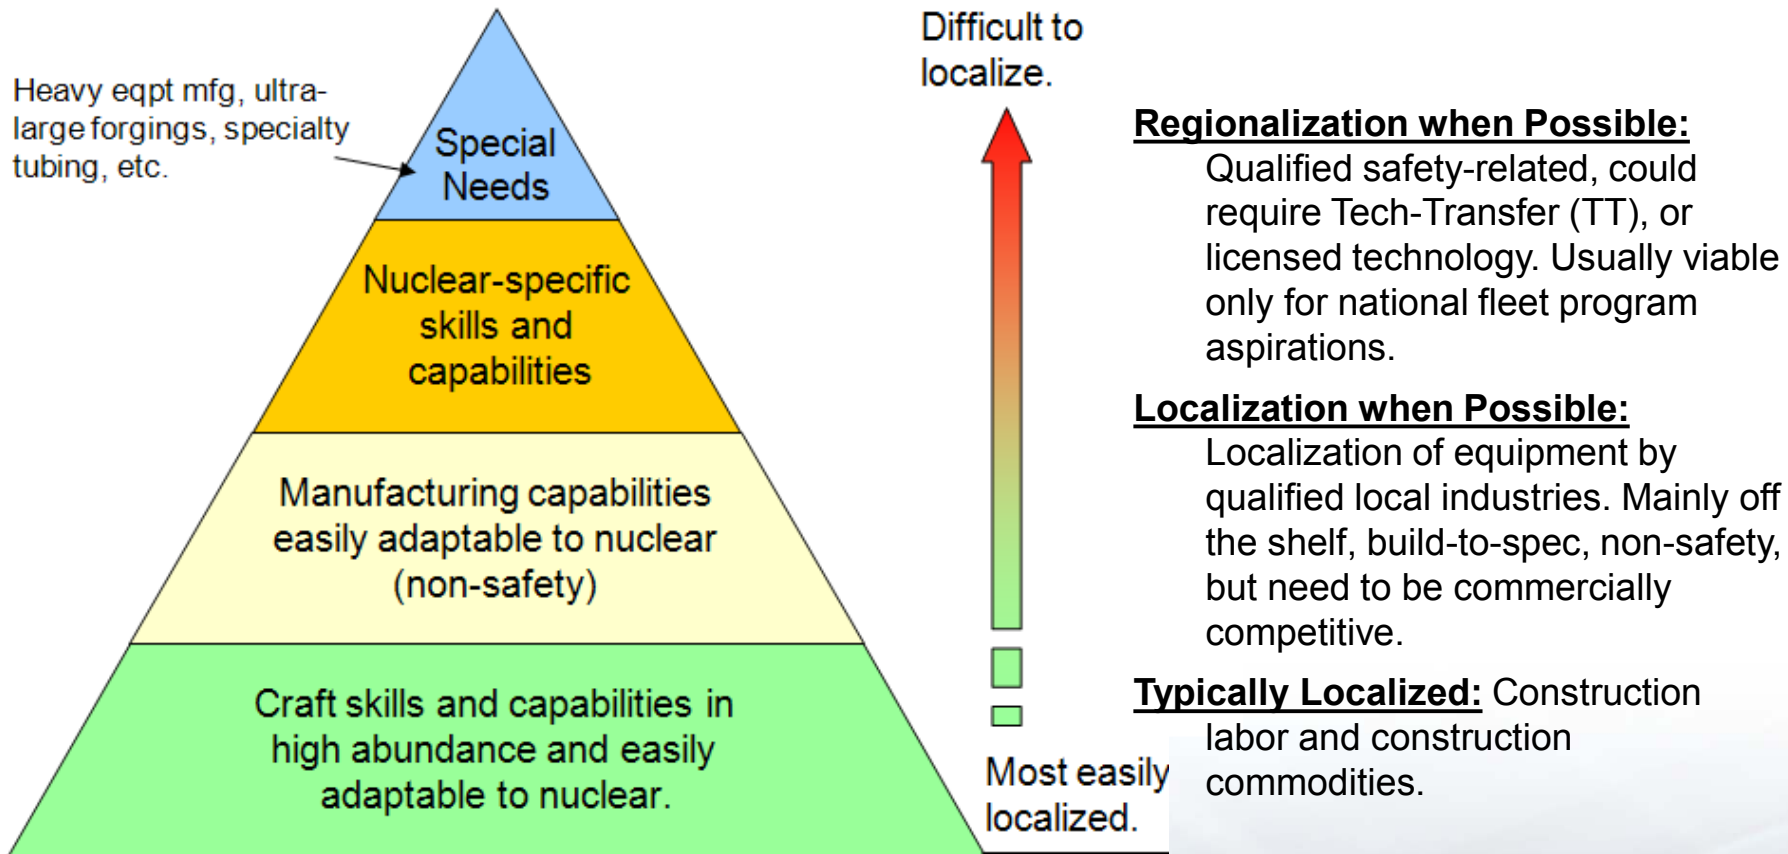 Heavy eqpt mfg, ultra-
large forgings, specialty
tubing, etc.
Special
Needs
Nuclear-specific
skills and
capabilities
Manufacturing capabilities
easily adaptable to nuclear
(non-safety)
Craft skills and capabilities in
high abundance and easily
adaptable to nuclear.
Difficult to
localize.
Most easily
localized.
Regionalization when Possible:
Qualified safety-related, could
require Tech-Transfer (TT), or
licensed technology. Usually viable
only for national fleet program
aspirations.
Localization when Possible:
Localization of equipment by
qualified local industries. Mainly off
the shelf, build-to-spec, non-safety,
but need to be commercially
competitive.
Typically Localized: Construction
labor and construction
commodities.